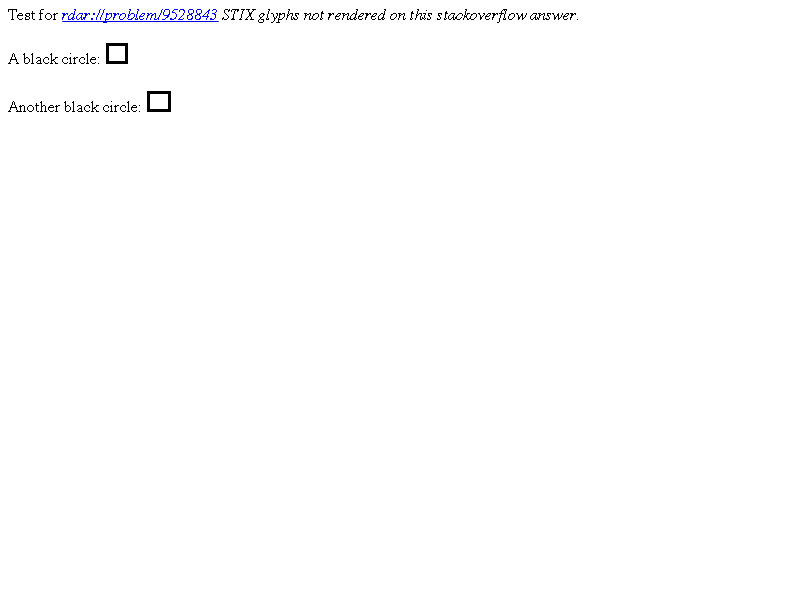 Test for rdar://problem/9528843 STIX glyphs not rendered on this stackoverflow answer.
A black circle: □
Another black circle: □